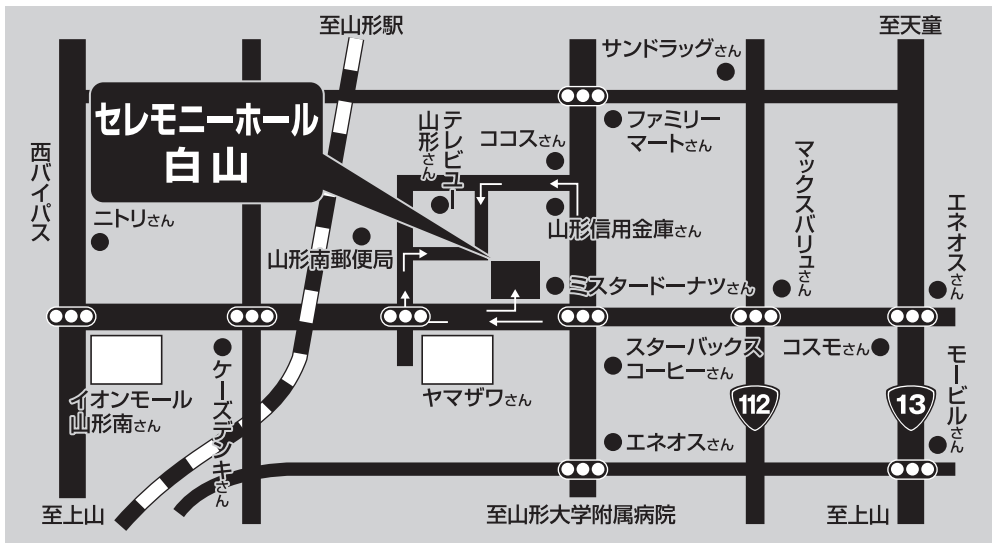 至山形駅
至天童
サンドラッグさん
セレモニーホール
白山
テレビュー
山形さん
ココスさん
ファミリー
マートさん
西バイパス
マックスバリュさん
エネオスさん
ニトリさん
山形南郵便局
山形信用金庫さん
ミスタードーナツさん
イオンモール
山形南さん
ケーズデンキさん
ヤマザワさん
スターバックス
コーヒーさん
コスモさん
モービルさん
112
13
エネオスさん
至上山
至山形大学附属病院
至上山